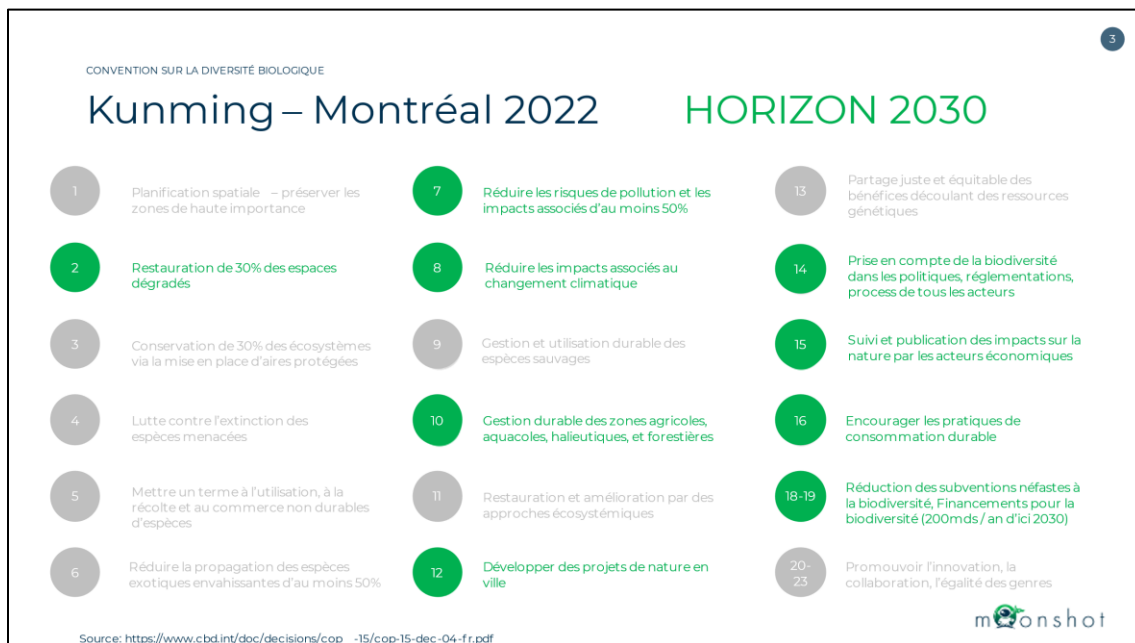 3
CONVENTION SUR LA DIVERSITÉ BIOLOGIQUE
Kunming – Montréal 2022
HORIZON 2030
1
Planification spatiale – préserver les
zones de haute importance
2
Restauration de 30% des espaces
dégradés
3
Conservation de 30% des écosystèmes
via la mise en place d'aires protégées
4
Lutte contre l'extinction des
espèces menacées
5
Mettre un terme à l'utilisation, à la
récolte et au commerce non durables
d'espèces
6
Réduire la propagation des espèces
exotiques envahissantes d'au moins 50%
7
Réduire les risques de pollution et les
impacts associés d'au moins 50%
8
Réduire les impacts associés au
changement climatique
9
Gestion et utilisation durable des
espèces sauvages
10
Gestion durable des zones agricoles,
aquacoles, halieutiques, et forestières
11
Restauration et amélioration par des
approches écosystémiques
12
Développer des projets de nature en
ville
13
Partage juste et équitable des
bénéfices découlant des ressources
génétiques
14
Prise en compte de la biodiversité
dans les politiques, réglementations,
process de tous les acteurs
15
Suivi et publication des impacts sur la
nature par les acteurs économiques
16
Encourager les pratiques de
consommation durable
18-19
Réduction des subventions néfastes à
la biodiversité, Financements pour la
biodiversité (200mds / an d'ici 2030)
20-
23
Promouvoir l'innovation, la
collaboration, l'égalité des genres
moonshot
Source: https://www.cbd.int/doc/decisions/cop -15/cop-15-dec-04-fr.pdf